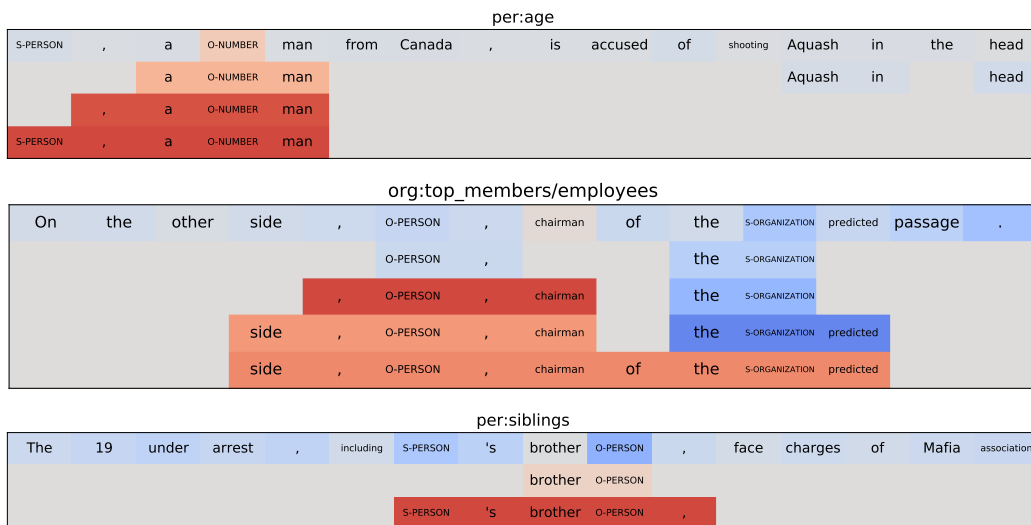 per:age
S-PERSON , a O-NUMBER man from Canada , is accused of shooting Aquash in the head
a O-NUMBER man Aquash in head
, a O-NUMBER man
S-PERSON , a O-NUMBER man
org:top_members/employees
On the other side , O-PERSON , chairman of the S-ORGANIZATION predicted passage .
O-PERSON , the S-ORGANIZATION
, O-PERSON , chairman the S-ORGANIZATION
side , O-PERSON , chairman the S-ORGANIZATION predicted
side , O-PERSON , chairman of the S-ORGANIZATION predicted
per:siblings
The 19 under arrest , including S-PERSON 's brother O-PERSON , face charges of Mafia association
brother O-PERSON
S-PERSON 's brother O-PERSON ,